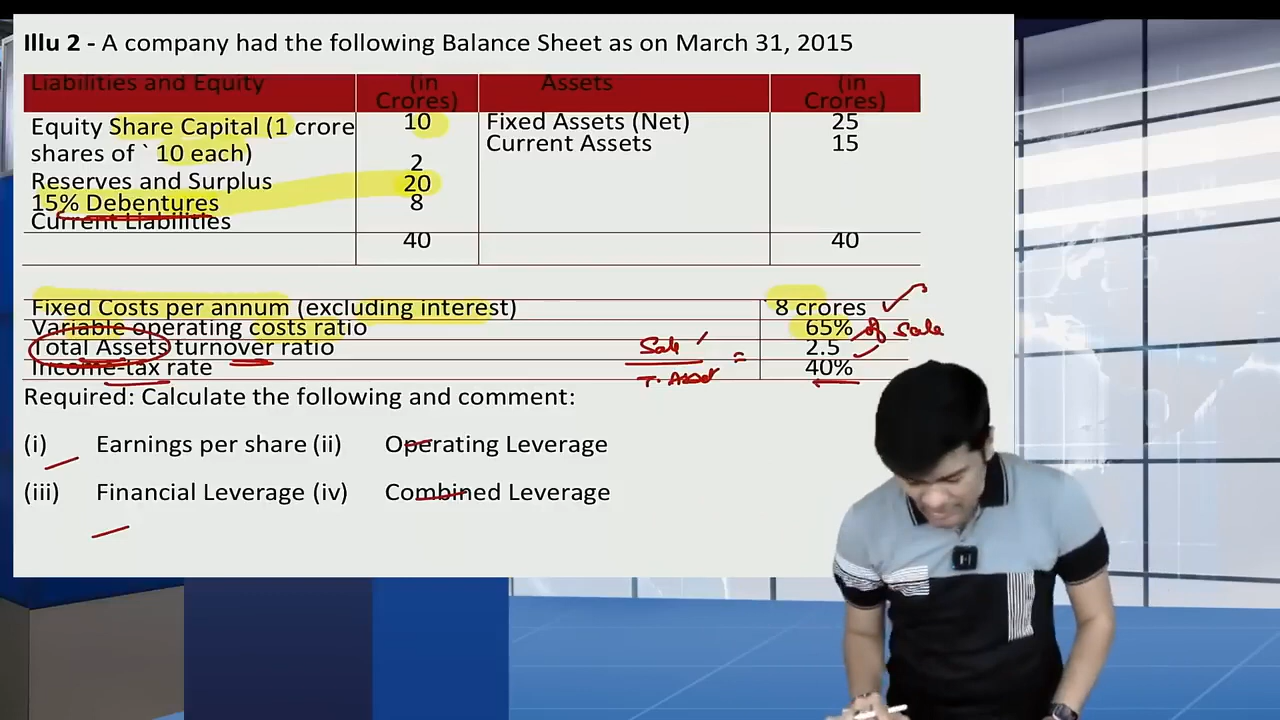 Illu 2 - A company had the following Balance Sheet as on March 31, 2015
Liabilities and Equity (in Crores) Assets (in Crores)
Equity Share Capital (1 crore shares of ` 10 each) 10 Fixed Assets (Net) 25
Reserves and Surplus 2 Current Assets 15
15% Debentures 20
Current Liabilities 8
40 40
Fixed Costs per annum (excluding interest) ` 8 crores
Variable operating costs ratio 65% of Sale
Total Assets turnover ratio 2.5
Sale / T. Asset =
Income-tax rate 40%
Required: Calculate the following and comment:
(i) Earnings per share (ii) Operating Leverage
(iii) Financial Leverage (iv) Combined Leverage